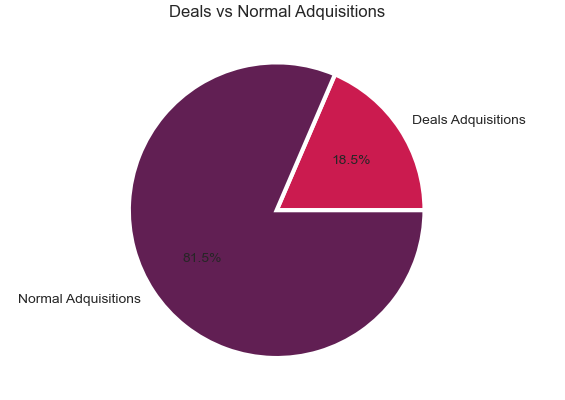 Deals vs Normal Adquisitions
Deals Adquisitions
18.5%
81.5%
Normal Adquisitions